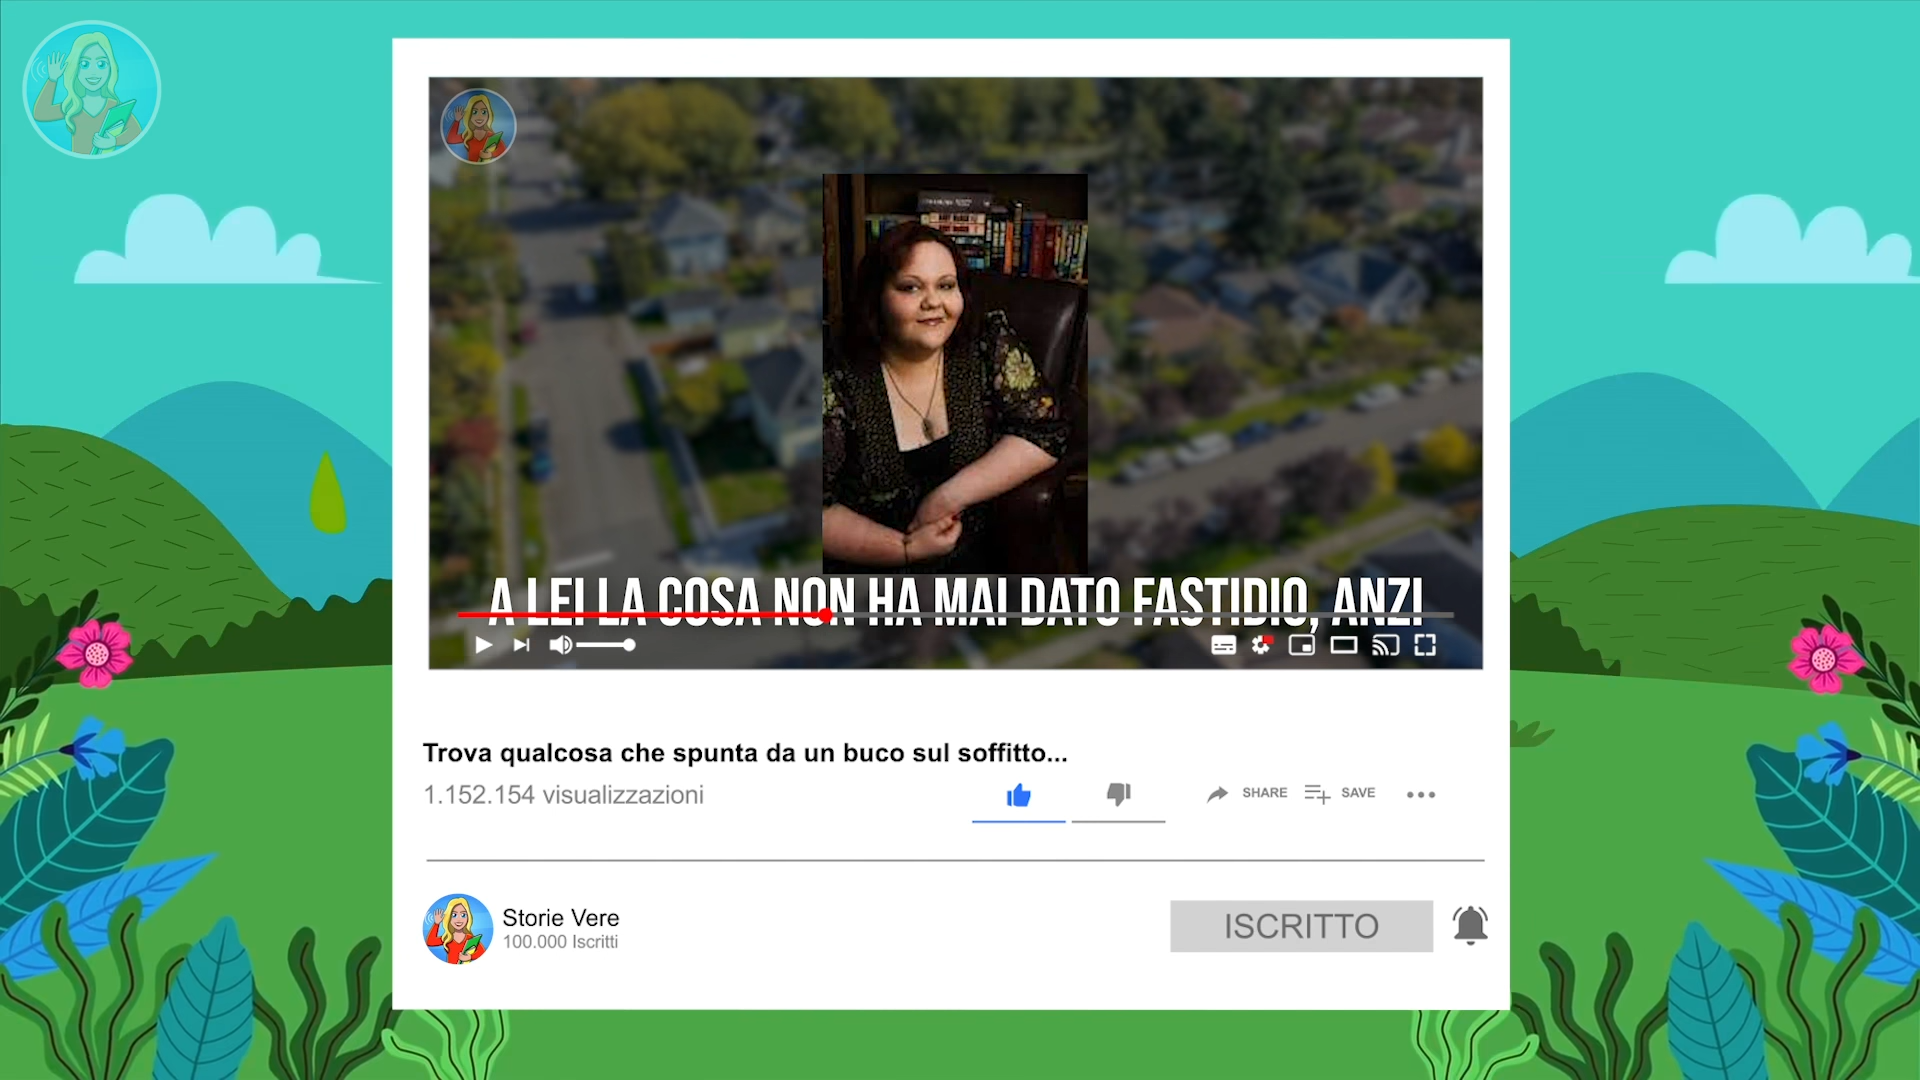 A LEI LA COSA NON HA MAI DATO FASTIDIO, ANZI
Trova qualcosa che spunta da un buco sul soffitto...
1.152.154 visualizzazioni
SHARE
SAVE
Storie Vere
100.000 Iscritti
ISCRITTO